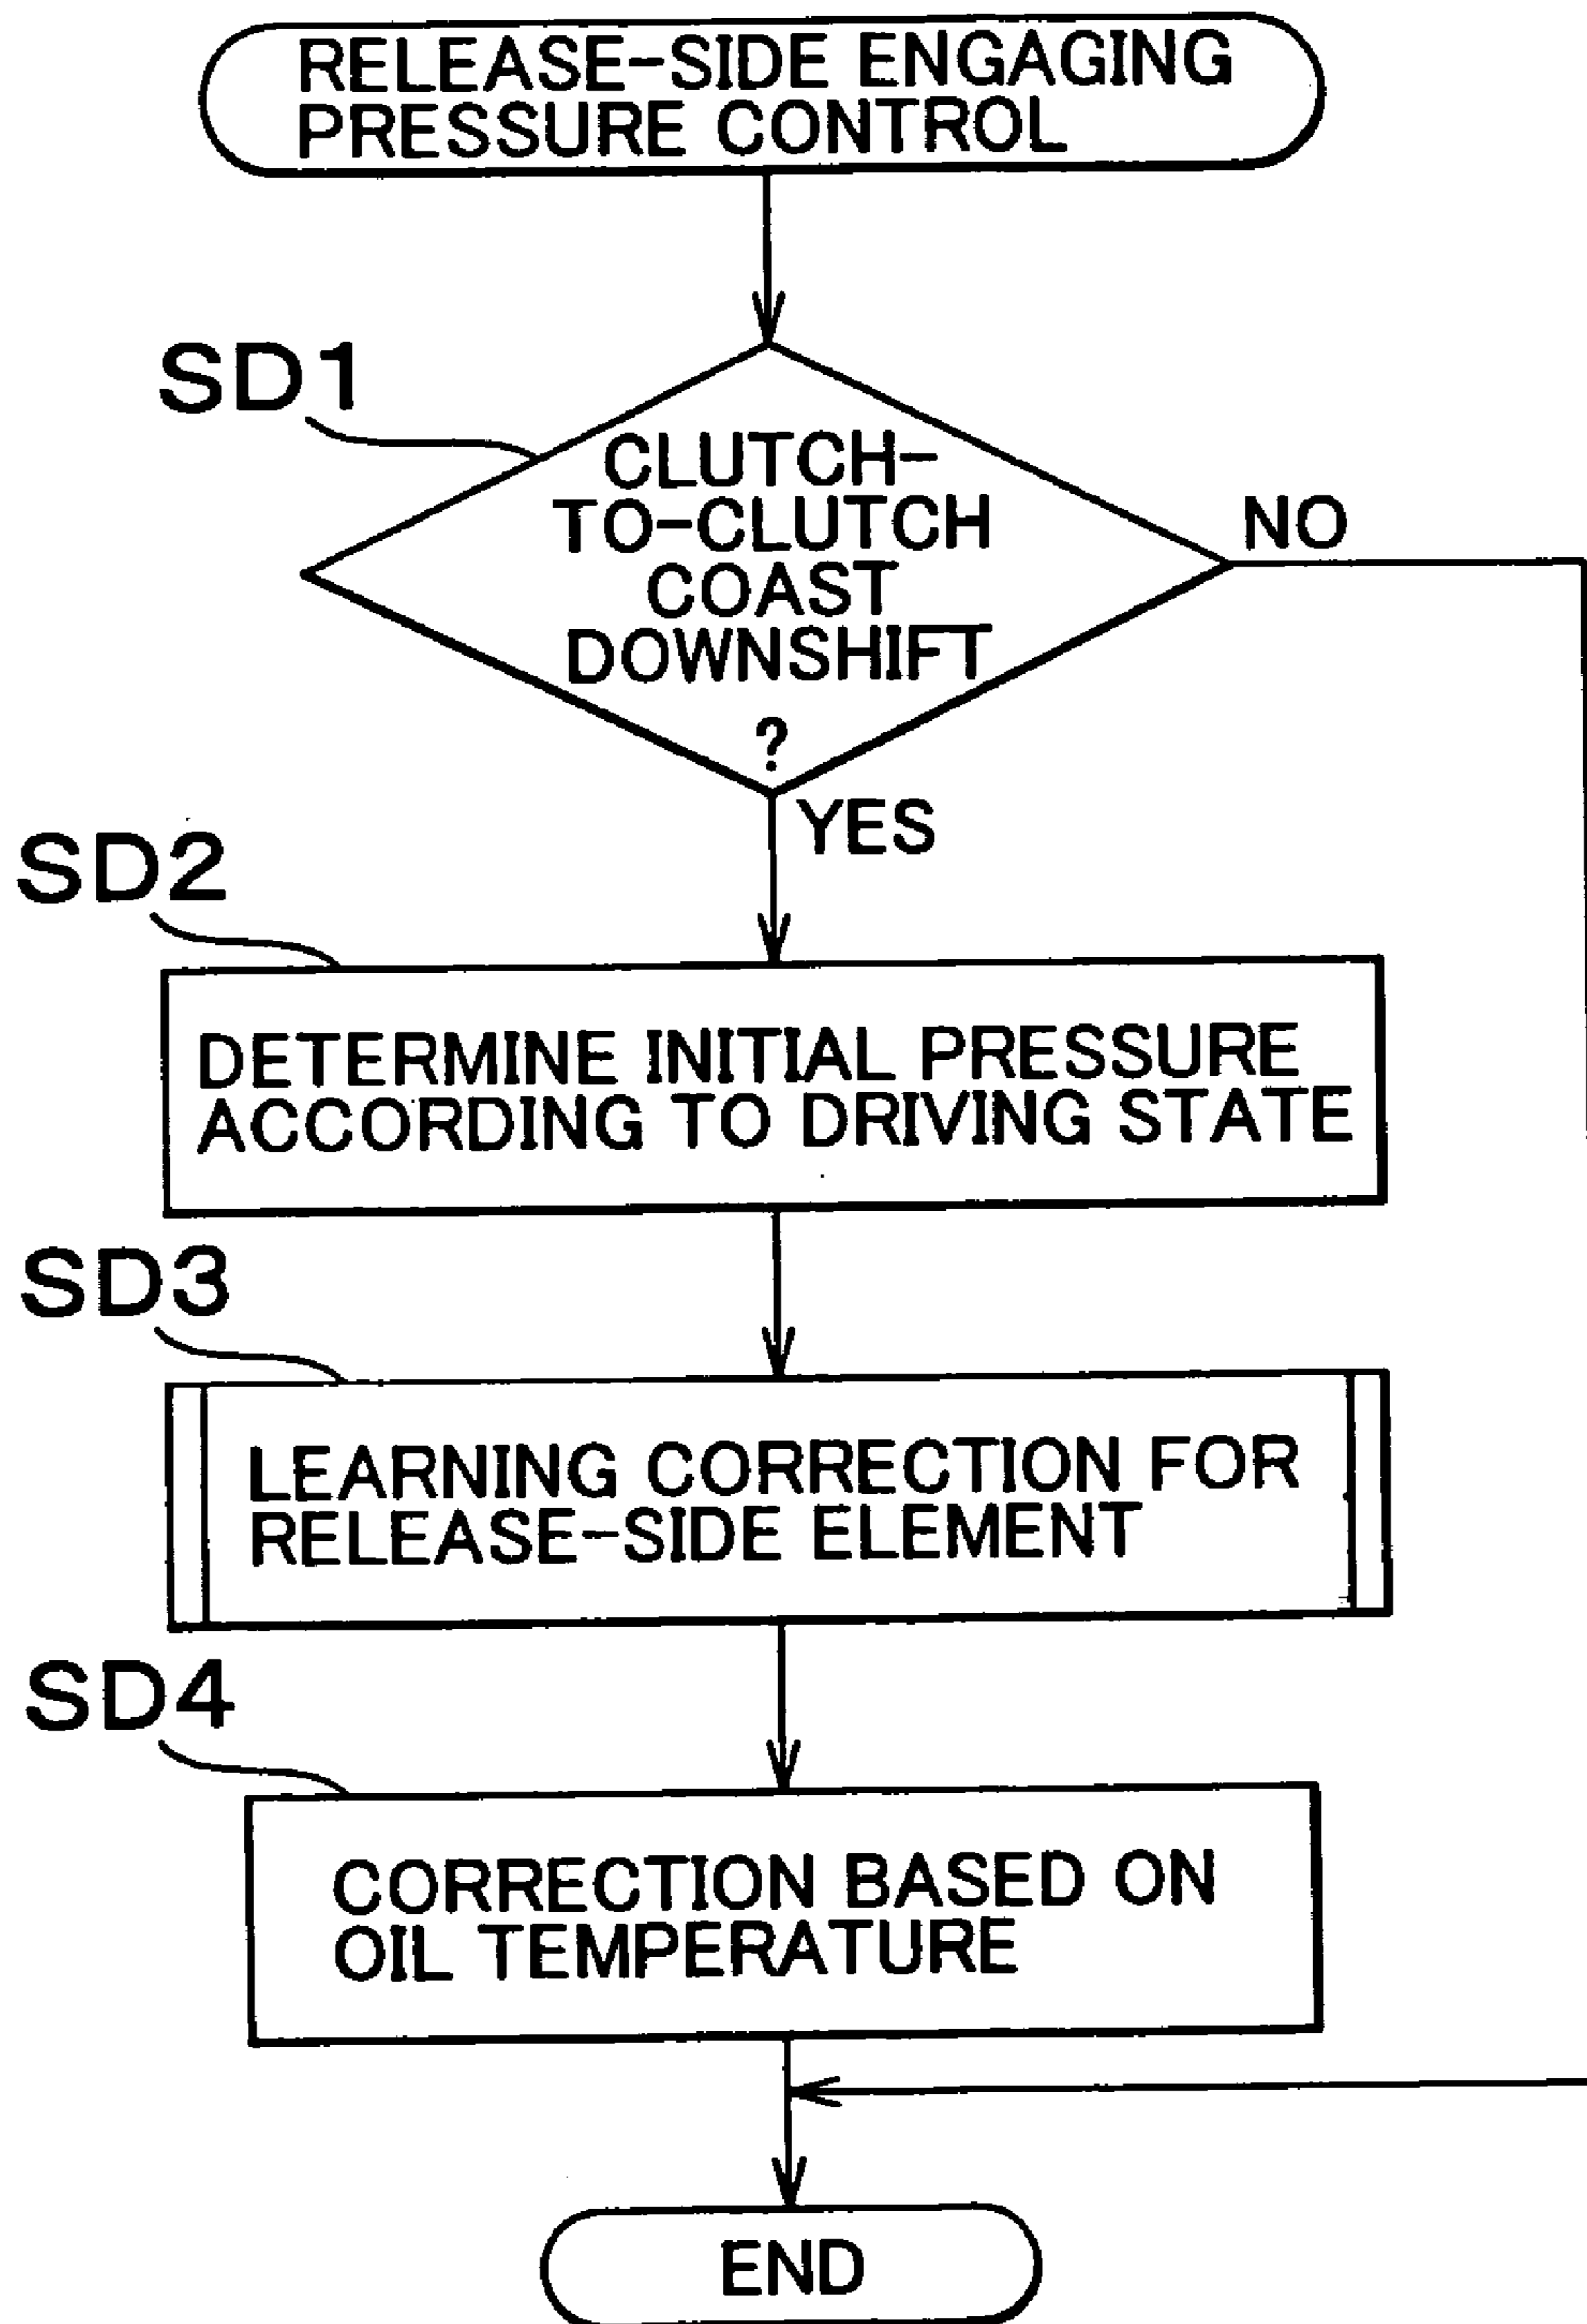 RELEASE-SIDE ENGAGING
PRESSURE CONTROL
SD1
CLUTCH-
TO-CLUTCH
COAST
DOWNSHIFT
?
NO
YES
SD2
DETERMINE INITIAL PRESSURE
ACCORDING TO DRIVING STATE
SD3
LEARNING CORRECTION FOR
RELEASE-SIDE ELEMENT
SD4
CORRECTION BASED ON
OIL TEMPERATURE
END